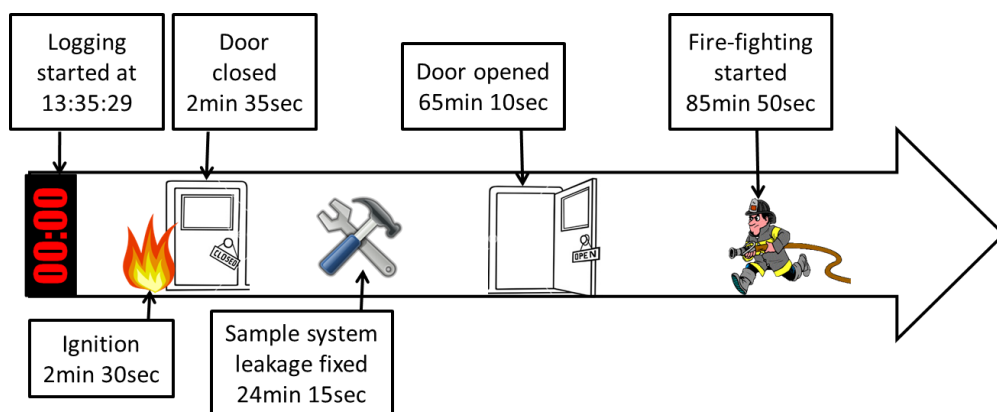 Logging
started at
13:35:29
Door
closed
2min 35sec
Door opened
65min 10sec
Fire-fighting
started
85min 50sec
00:00
CLOSED
OPEN
Ignition
2min 30sec
Sample system
leakage fixed
24min 15sec